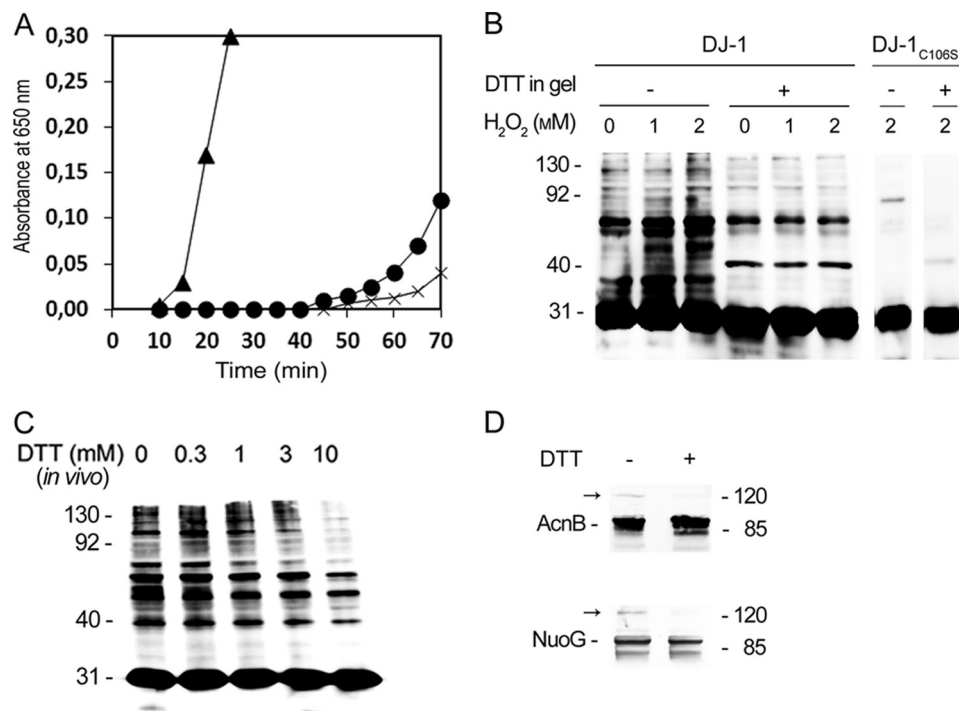 A
0,30
0,25
0,20
0,15
0,10
0,05
0,00
Absorbance at 650 nm
0 10 20 30 40 50 60 70
Time (min)
B
DJ-1 DJ-1C106S
DTT in gel - + - +
H2O2 (MM) 0 1 2 0 1 2 2 2
130 -
92 -
40 -
31 -
C
DTT (mM) 0 0.3 1 3 10
(in vivo)
130 -
92 -
40 -
31 -
D
DTT - +
→ - 120
AcnB - - 85
→ - 120
NuoG - - 85